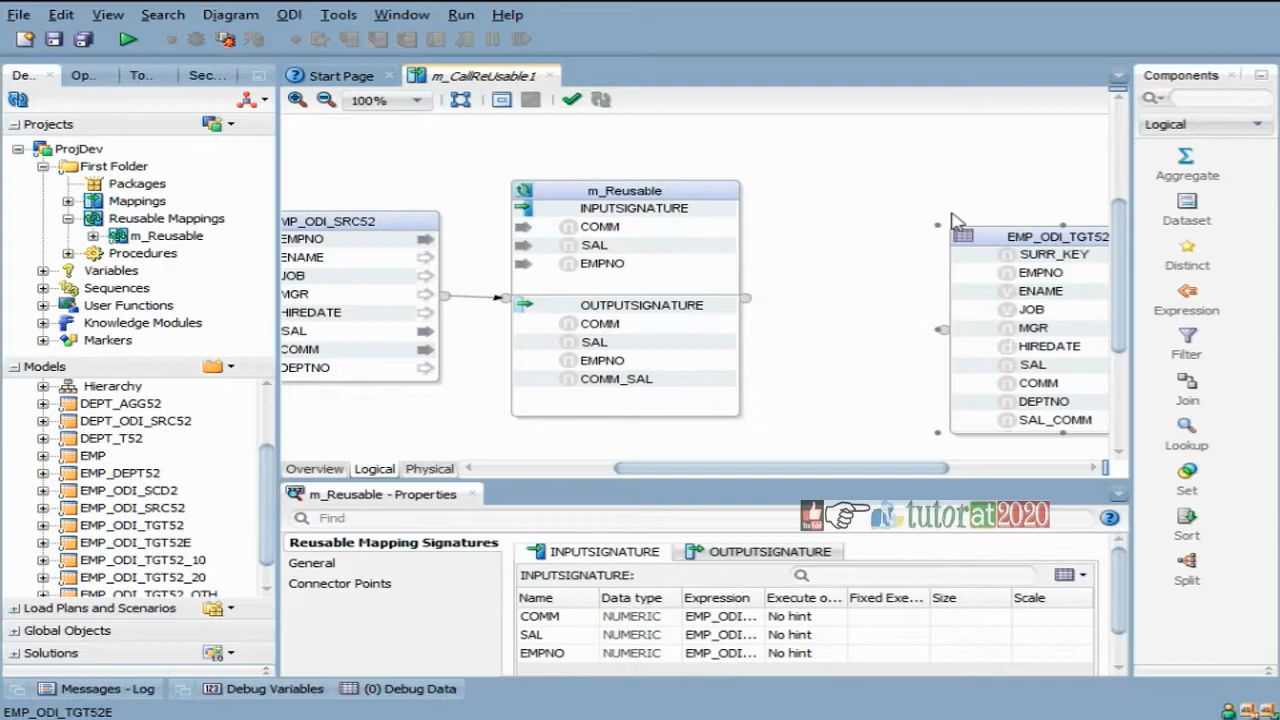 File Edit View Search Diagram ODI Tools Window Run Help
De.. Op.. To.. Sec...
Projects
ProjDev
First Folder
Packages
Mappings
Reusable Mappings
m_Reusable
Procedures
Variables
Sequences
User Functions
Knowledge Modules
Markers
Models
Hierarchy
DEPT_AGG52
DEPT_ODI_SRC52
DEPT_T52
EMP
EMP_DEPT52
EMP_ODI_SCD2
EMP_ODI_SRC52
EMP_ODI_TGT52
EMP_ODI_TGT52E
EMP_ODI_TGT52_10
EMP_ODI_TGT52_20
EMP_ODI_TGT52_OTH
Load Plans and Scenarios
Global Objects
Solutions
Start Page m_CallReUsable1
100%
MP_ODI_SRC52
EMPNO
ENAME
JOB
MGR
HIREDATE
SAL
COMM
DEPTNO
m_Reusable
INPUTSIGNATURE
COMM
SAL
EMPNO
OUTPUTSIGNATURE
COMM
SAL
EMPNO
COMM_SAL
EMP_ODI_TGT52
SURR_KEY
EMPNO
ENAME
JOB
MGR
HIREDATE
SAL
COMM
DEPTNO
SAL_COMM
Overview Logical Physical
m_Reusable - Properties
Find
Reusable Mapping Signatures
General
Connector Points
INPUTSIGNATURE OUTPUTSIGNATURE
INPUTSIGNATURE:
Name Data type Expression Execute o... Fixed Exe... Size Scale
COMM NUMERIC EMP_ODI... No hint
SAL NUMERIC EMP_ODI... No hint
EMPNO NUMERIC EMP_ODI... No hint
tutorat2020
Components
Logical
Aggregate
Dataset
Distinct
Expression
Filter
Join
Lookup
Set
Sort
Split
Messages - Log Debug Variables (0) Debug Data
EMP_ODI_TGT52E